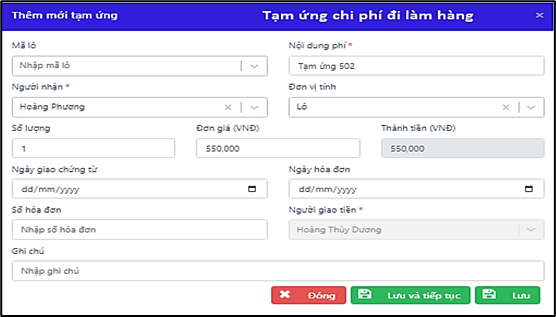 Thêm mới tạm ứng Tạm ứng chi phí đi làm hàng ×
Mã lô Nội dung phí *
Nhập mã lô Tạm ứng 502
Người nhận * Đơn vị tính
Hoàng Phương Lô
Số lượng Đơn giá (VNĐ) Thành tiền (VNĐ)
1 550,000 550,000
Ngày giao chứng từ Ngày hóa đơn
dd/mm/yyyy dd/mm/yyyy
Số hóa đơn Người giao tiền *
Nhập số hóa đơn Hoàng Thùy Dương
Ghi chú
Nhập ghi chú
Đóng Lưu và tiếp tục Lưu